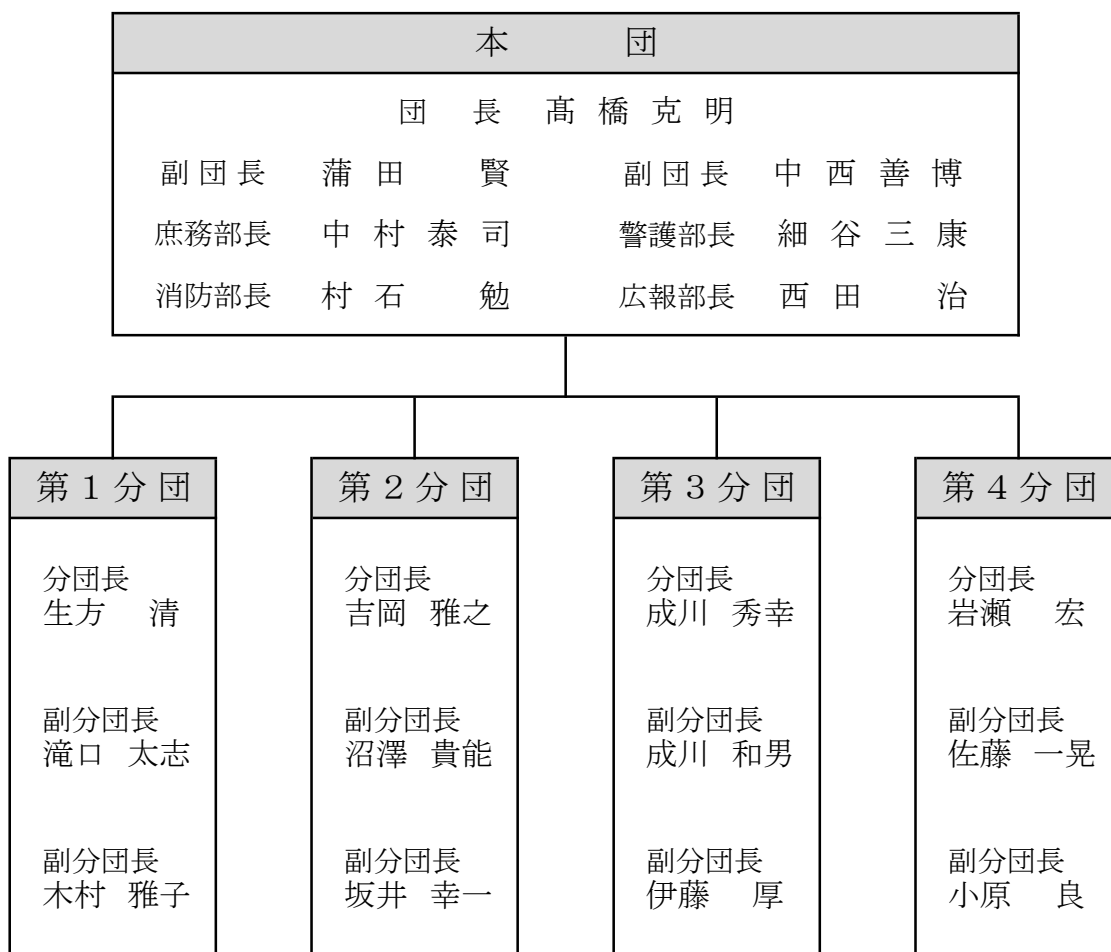 本 団
団 長 髙 橋 克 明
副 団 長 蒲 田 賢 副 団 長 中 西 善 博
庶務部長 中 村 泰 司 警護部長 細 谷 三 康
消防部長 村 石 勉 広報部長 西 田 治
第 1 分 団
分団長
生方 清
副分団長
滝口 太志
副分団長
木村 雅子
第 2 分 団
分団長
吉岡 雅之
副分団長
沼澤 貴能
副分団長
坂井 幸一
第 3 分 団
分団長
成川 秀幸
副分団長
成川 和男
副分団長
伊藤 厚
第 4 分 団
分団長
岩瀬 宏
副分団長
佐藤 一晃
副分団長
小原 良